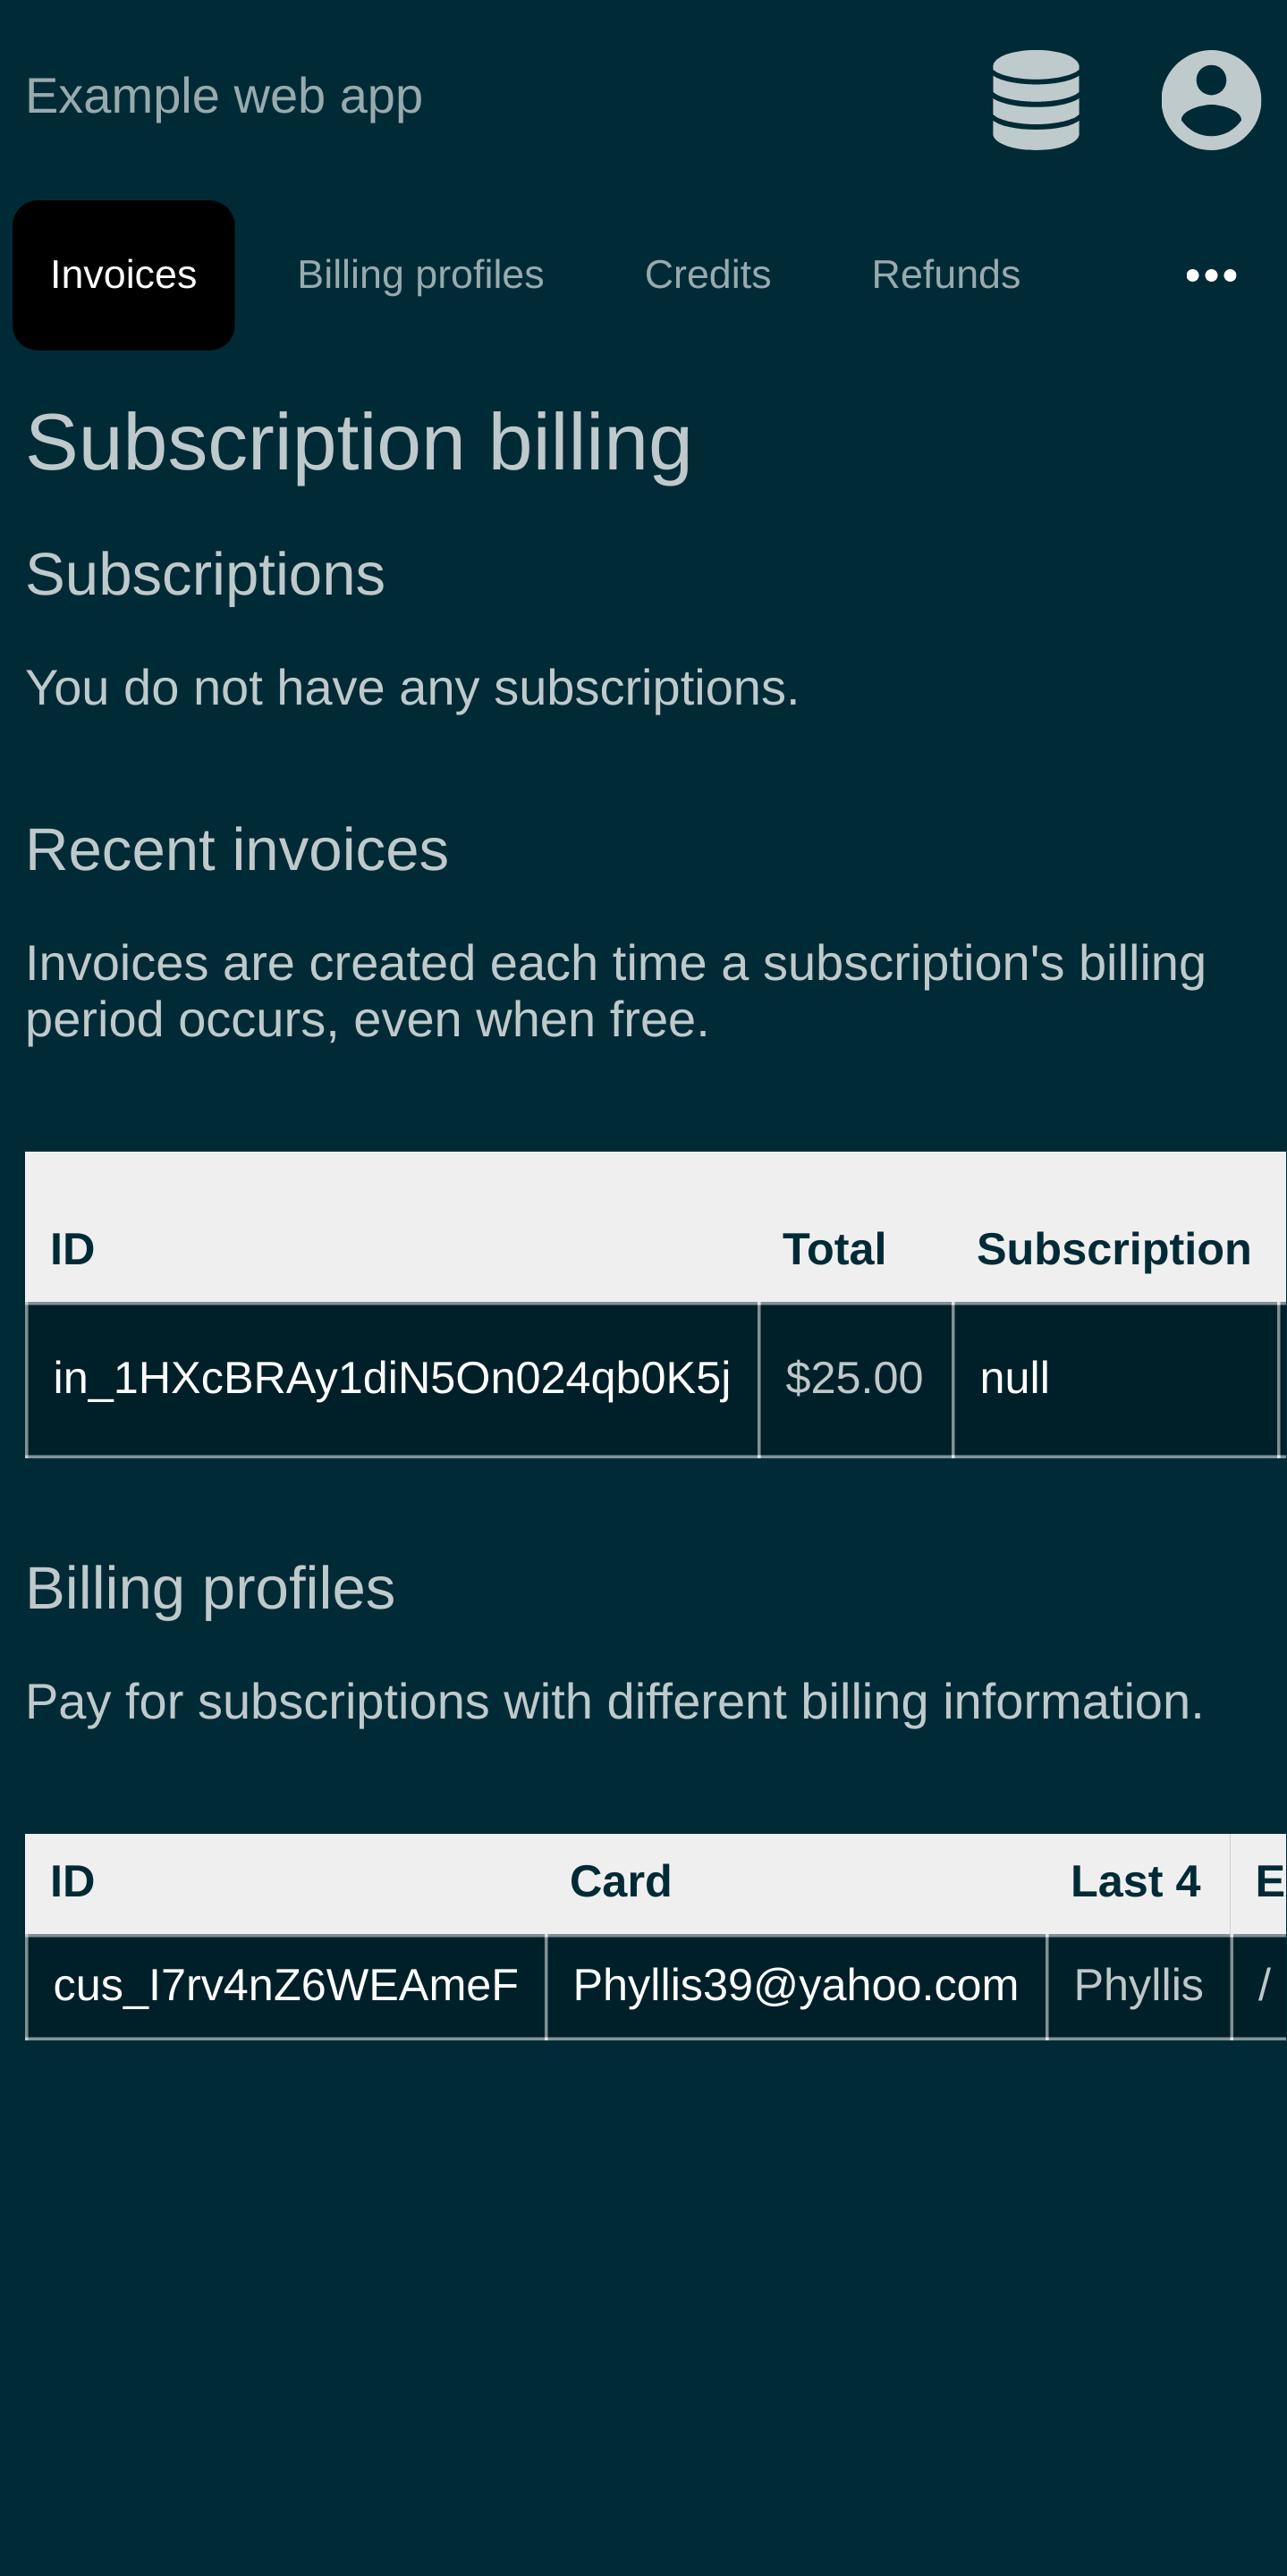 Example web app
Invoices Billing profiles Credits Refunds
Subscription billing
Subscriptions
You do not have any subscriptions.
Recent invoices
Invoices are created each time a subscription's billing
period occurs, even when free.
ID Total Subscription
in_1HXcBRAy1diN5On024qb0K5j $25.00 null
Billing profiles
Pay for subscriptions with different billing information.
ID Card Last 4 E
cus_I7rv4nZ6WEAmeF Phyllis39@yahoo.com Phyllis /